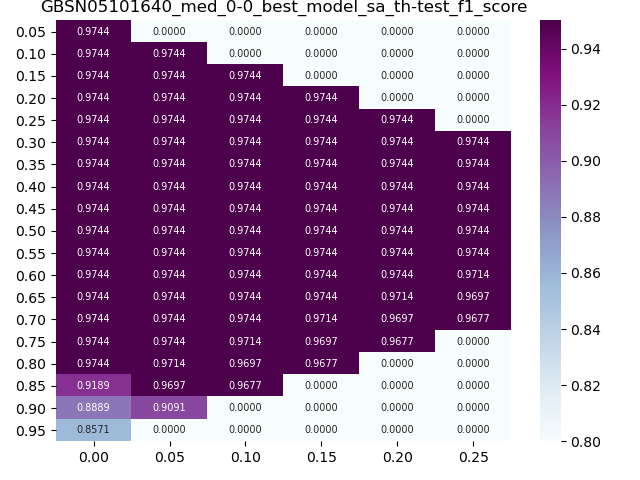 GBSN05101640_med_0-0_best_model_sa_th-test_f1_score
0.05 0.9744 0.0000 0.0000 0.0000 0.0000 0.0000
0.10 0.9744 0.9744 0.0000 0.0000 0.0000 0.0000
0.15 0.9744 0.9744 0.9744 0.0000 0.0000 0.0000
0.20 0.9744 0.9744 0.9744 0.9744 0.0000 0.0000
0.25 0.9744 0.9744 0.9744 0.9744 0.9744 0.0000
0.30 0.9744 0.9744 0.9744 0.9744 0.9744 0.9744
0.35 0.9744 0.9744 0.9744 0.9744 0.9744 0.9744
0.40 0.9744 0.9744 0.9744 0.9744 0.9744 0.9744
0.45 0.9744 0.9744 0.9744 0.9744 0.9744 0.9744
0.50 0.9744 0.9744 0.9744 0.9744 0.9744 0.9744
0.55 0.9744 0.9744 0.9744 0.9744 0.9744 0.9744
0.60 0.9744 0.9744 0.9744 0.9744 0.9744 0.9714
0.65 0.9744 0.9744 0.9744 0.9744 0.9714 0.9697
0.70 0.9744 0.9744 0.9744 0.9714 0.9697 0.9677
0.75 0.9744 0.9744 0.9714 0.9697 0.9677 0.0000
0.80 0.9744 0.9714 0.9697 0.9677 0.0000 0.0000
0.85 0.9189 0.9697 0.9677 0.0000 0.0000 0.0000
0.90 0.8889 0.9091 0.0000 0.0000 0.0000 0.0000
0.95 0.8571 0.0000 0.0000 0.0000 0.0000 0.0000
0.00 0.05 0.10 0.15 0.20 0.25
0.94
0.92
0.90
0.88
0.86
0.84
0.82
0.80